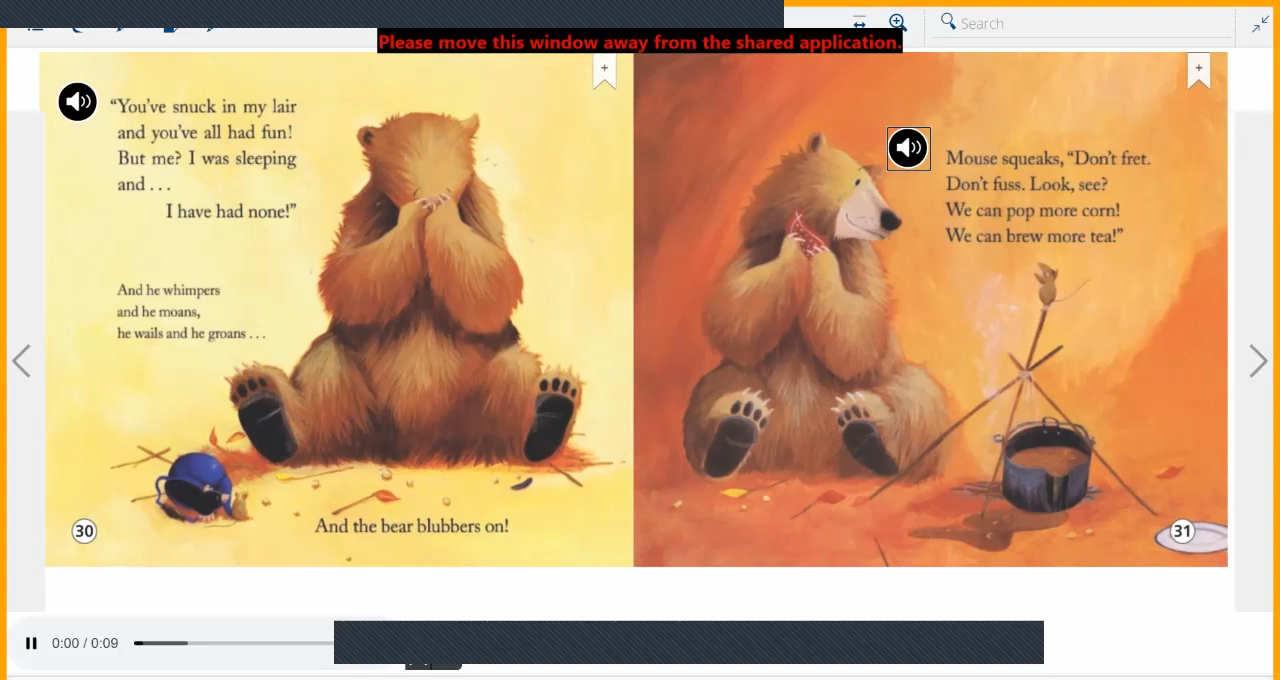 Search
Please move this window away from the shared application.
“You’ve snuck in my lair
and you’ve all had fun!
But me? I was sleeping
and . . .
I have had none!”
And he whimpers
and he moans,
he wails and he groans . . .
And the bear blubbers on!
30
Mouse squeaks, “Don’t fret.
Don’t fuss. Look, see?
We can pop more corn!
We can brew more tea!”
31
0:00 / 0:09